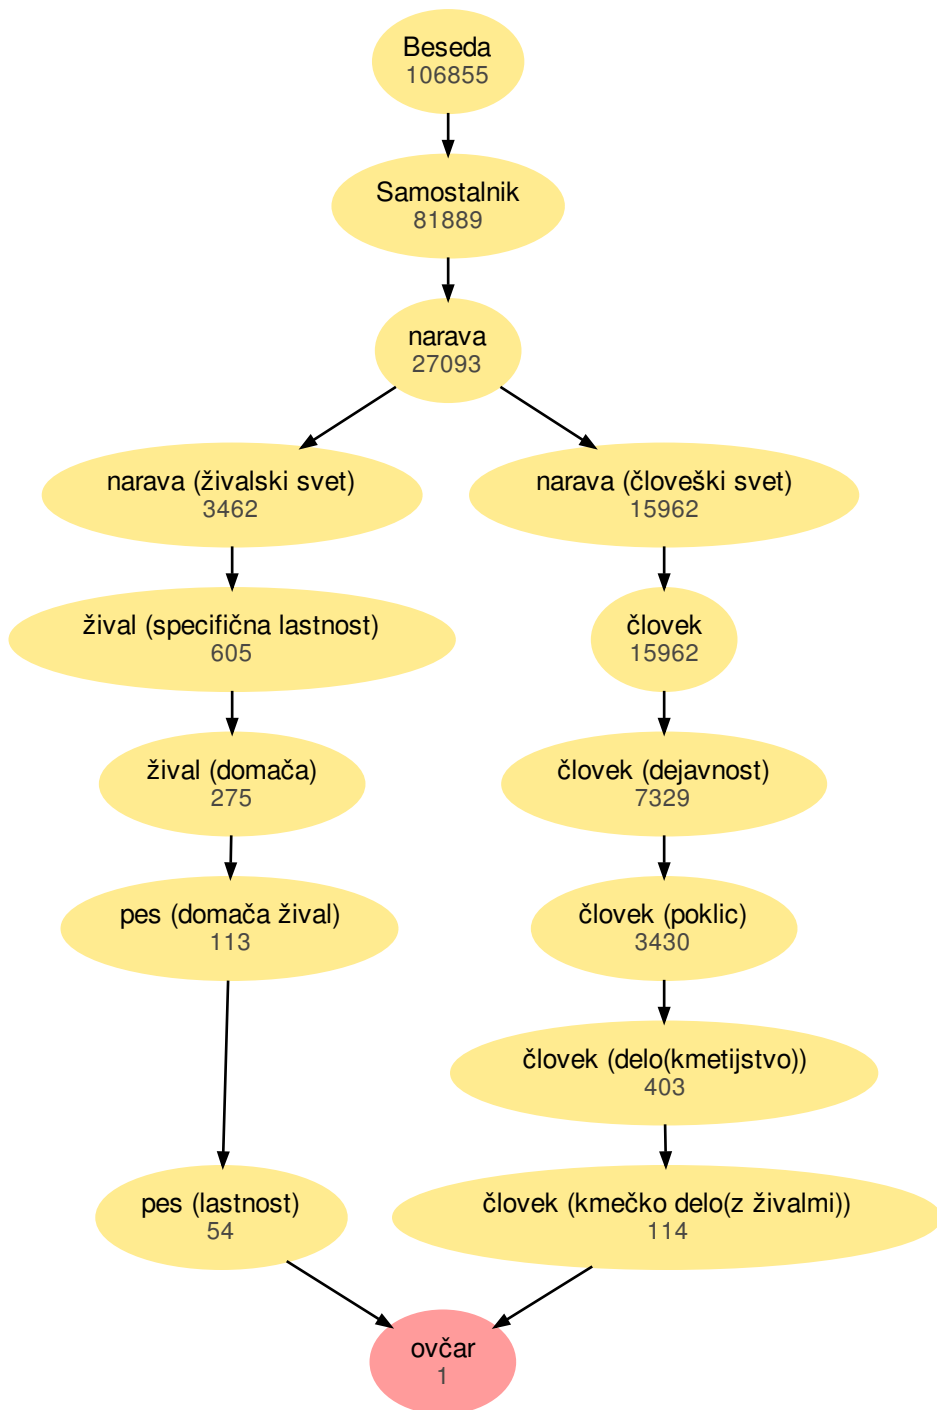 Beseda
106855
Samostalnik
81889
narava
27093
narava (živalski svet)
3462
narava (človeški svet)
15962
žival (specifična lastnost)
605
človek
15962
žival (domača)
275
človek (dejavnost)
7329
pes (domača žival)
113
človek (poklic)
3430
človek (delo(kmetijstvo))
403
pes (lastnost)
54
človek (kmečko delo(z živalmi))
114
ovčar
1